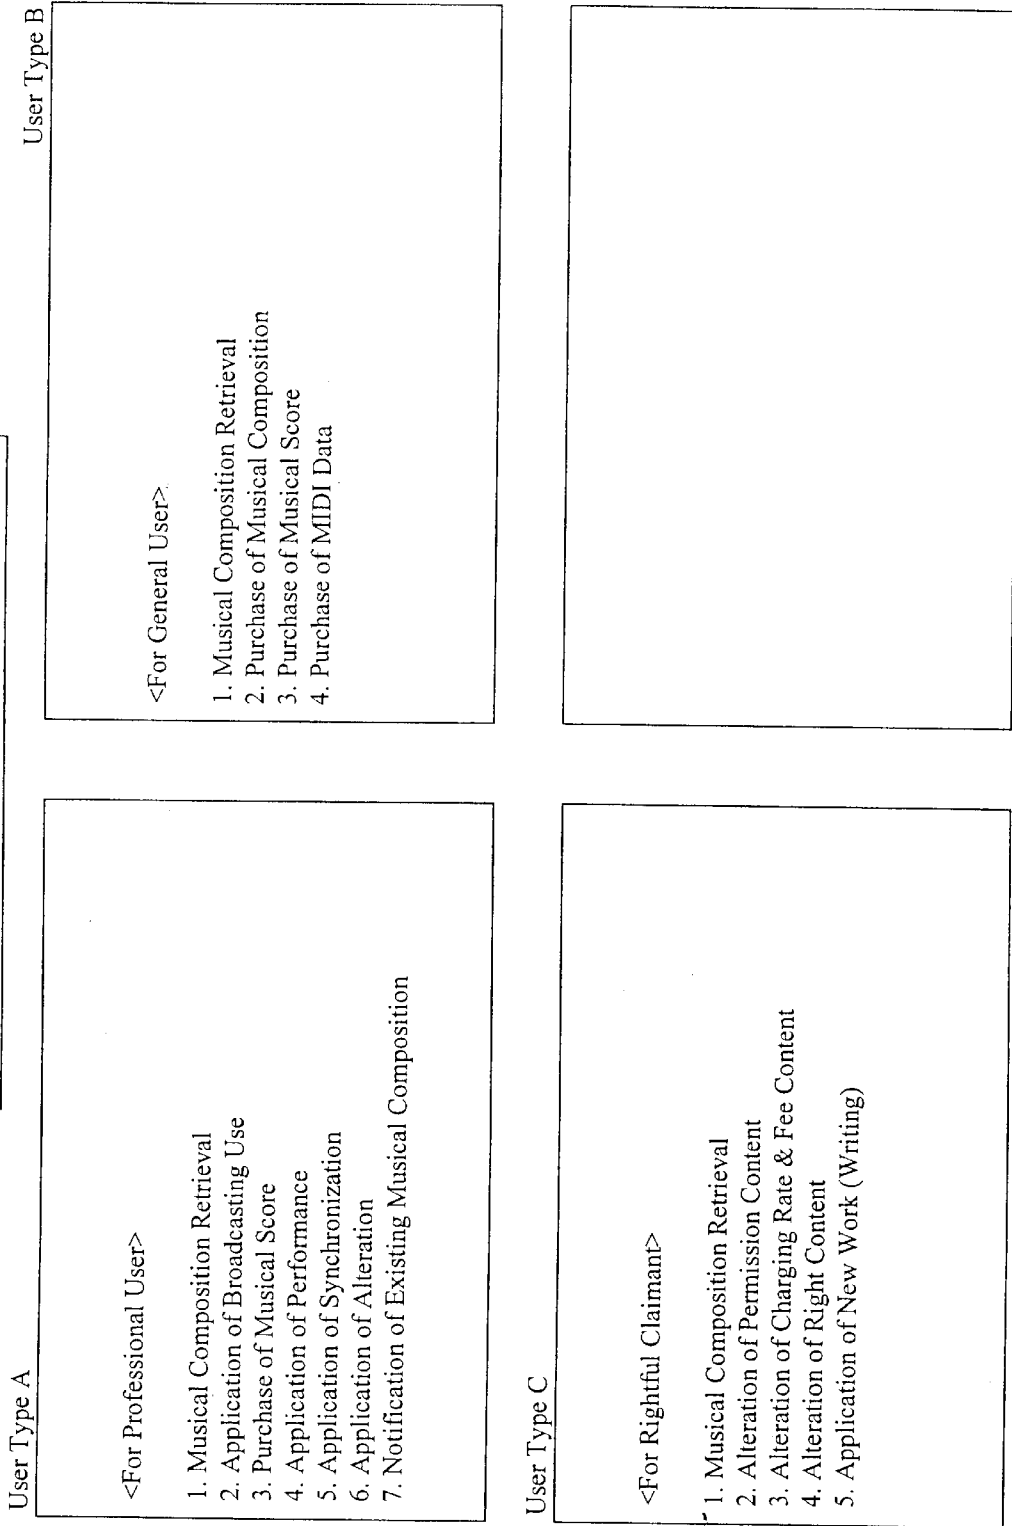 User Type A
<For Professional User>
1. Musical Composition Retrieval
2. Application of Broadcasting Use
3. Purchase of Musical Score
4. Application of Performance
5. Application of Synchronization
6. Application of Alteration
7. Notification of Existing Musical Composition
User Type B
<For General User>
1. Musical Composition Retrieval
2. Purchase of Musical Composition
3. Purchase of Musical Score
4. Purchase of MIDI Data
User Type C
<For Rightful Claimant>
1. Musical Composition Retrieval
2. Alteration of Permission Content
3. Alteration of Charging Rate & Fee Content
4. Alteration of Right Content
5. Application of New Work (Writing)